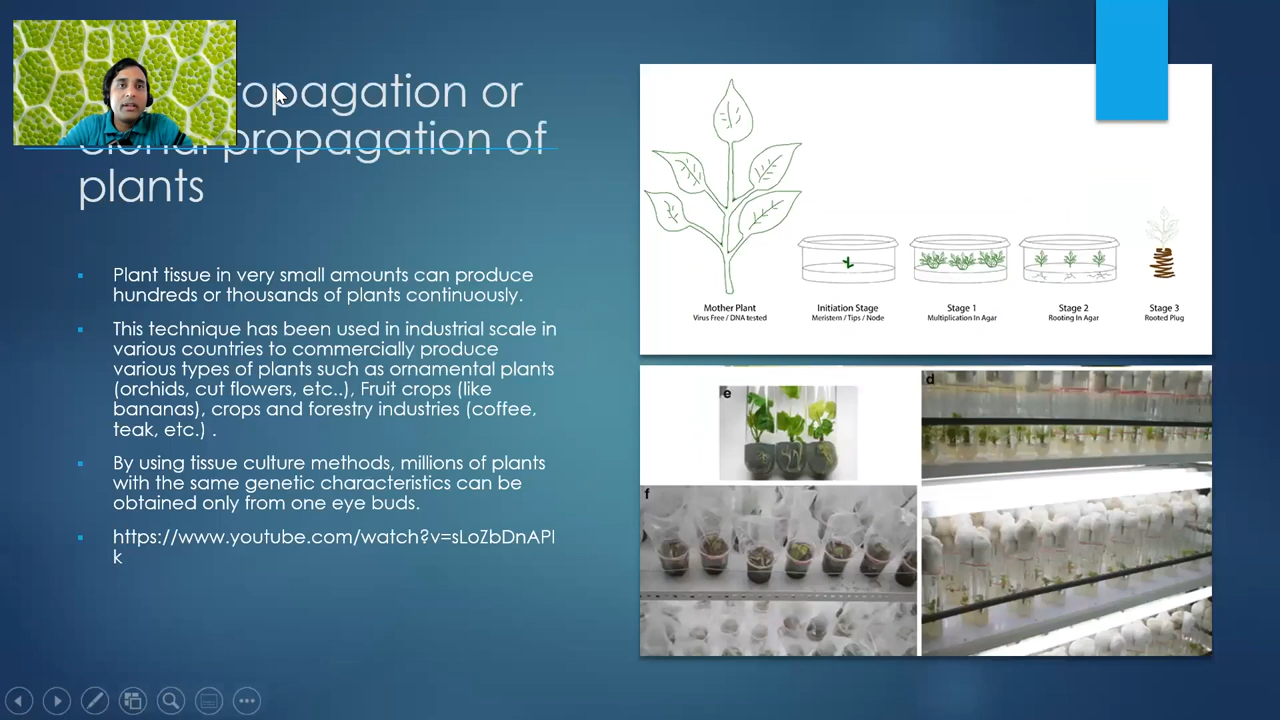 opagation or
propagation of
plants
Plant tissue in very small amounts can produce
hundreds or thousands of plants continuously.
This technique has been used in industrial scale in
various countries to commercially produce
various types of plants such as ornamental plants
(orchids, cut flowers, etc..), Fruit crops (like
bananas), crops and forestry industries (coffee,
teak, etc.) .
By using tissue culture methods, millions of plants
with the same genetic characteristics can be
obtained only from one eye buds.
https://www.youtube.com/watch?v=sLoZbDnAPI
k
Mother Plant
Virus Free / DNA tested
Initiation Stage
Meristem / Tips / Node
Stage 1
Multiplication In Agar
Stage 2
Rooting In Agar
Stage 3
Rooted Plug
e
d
f